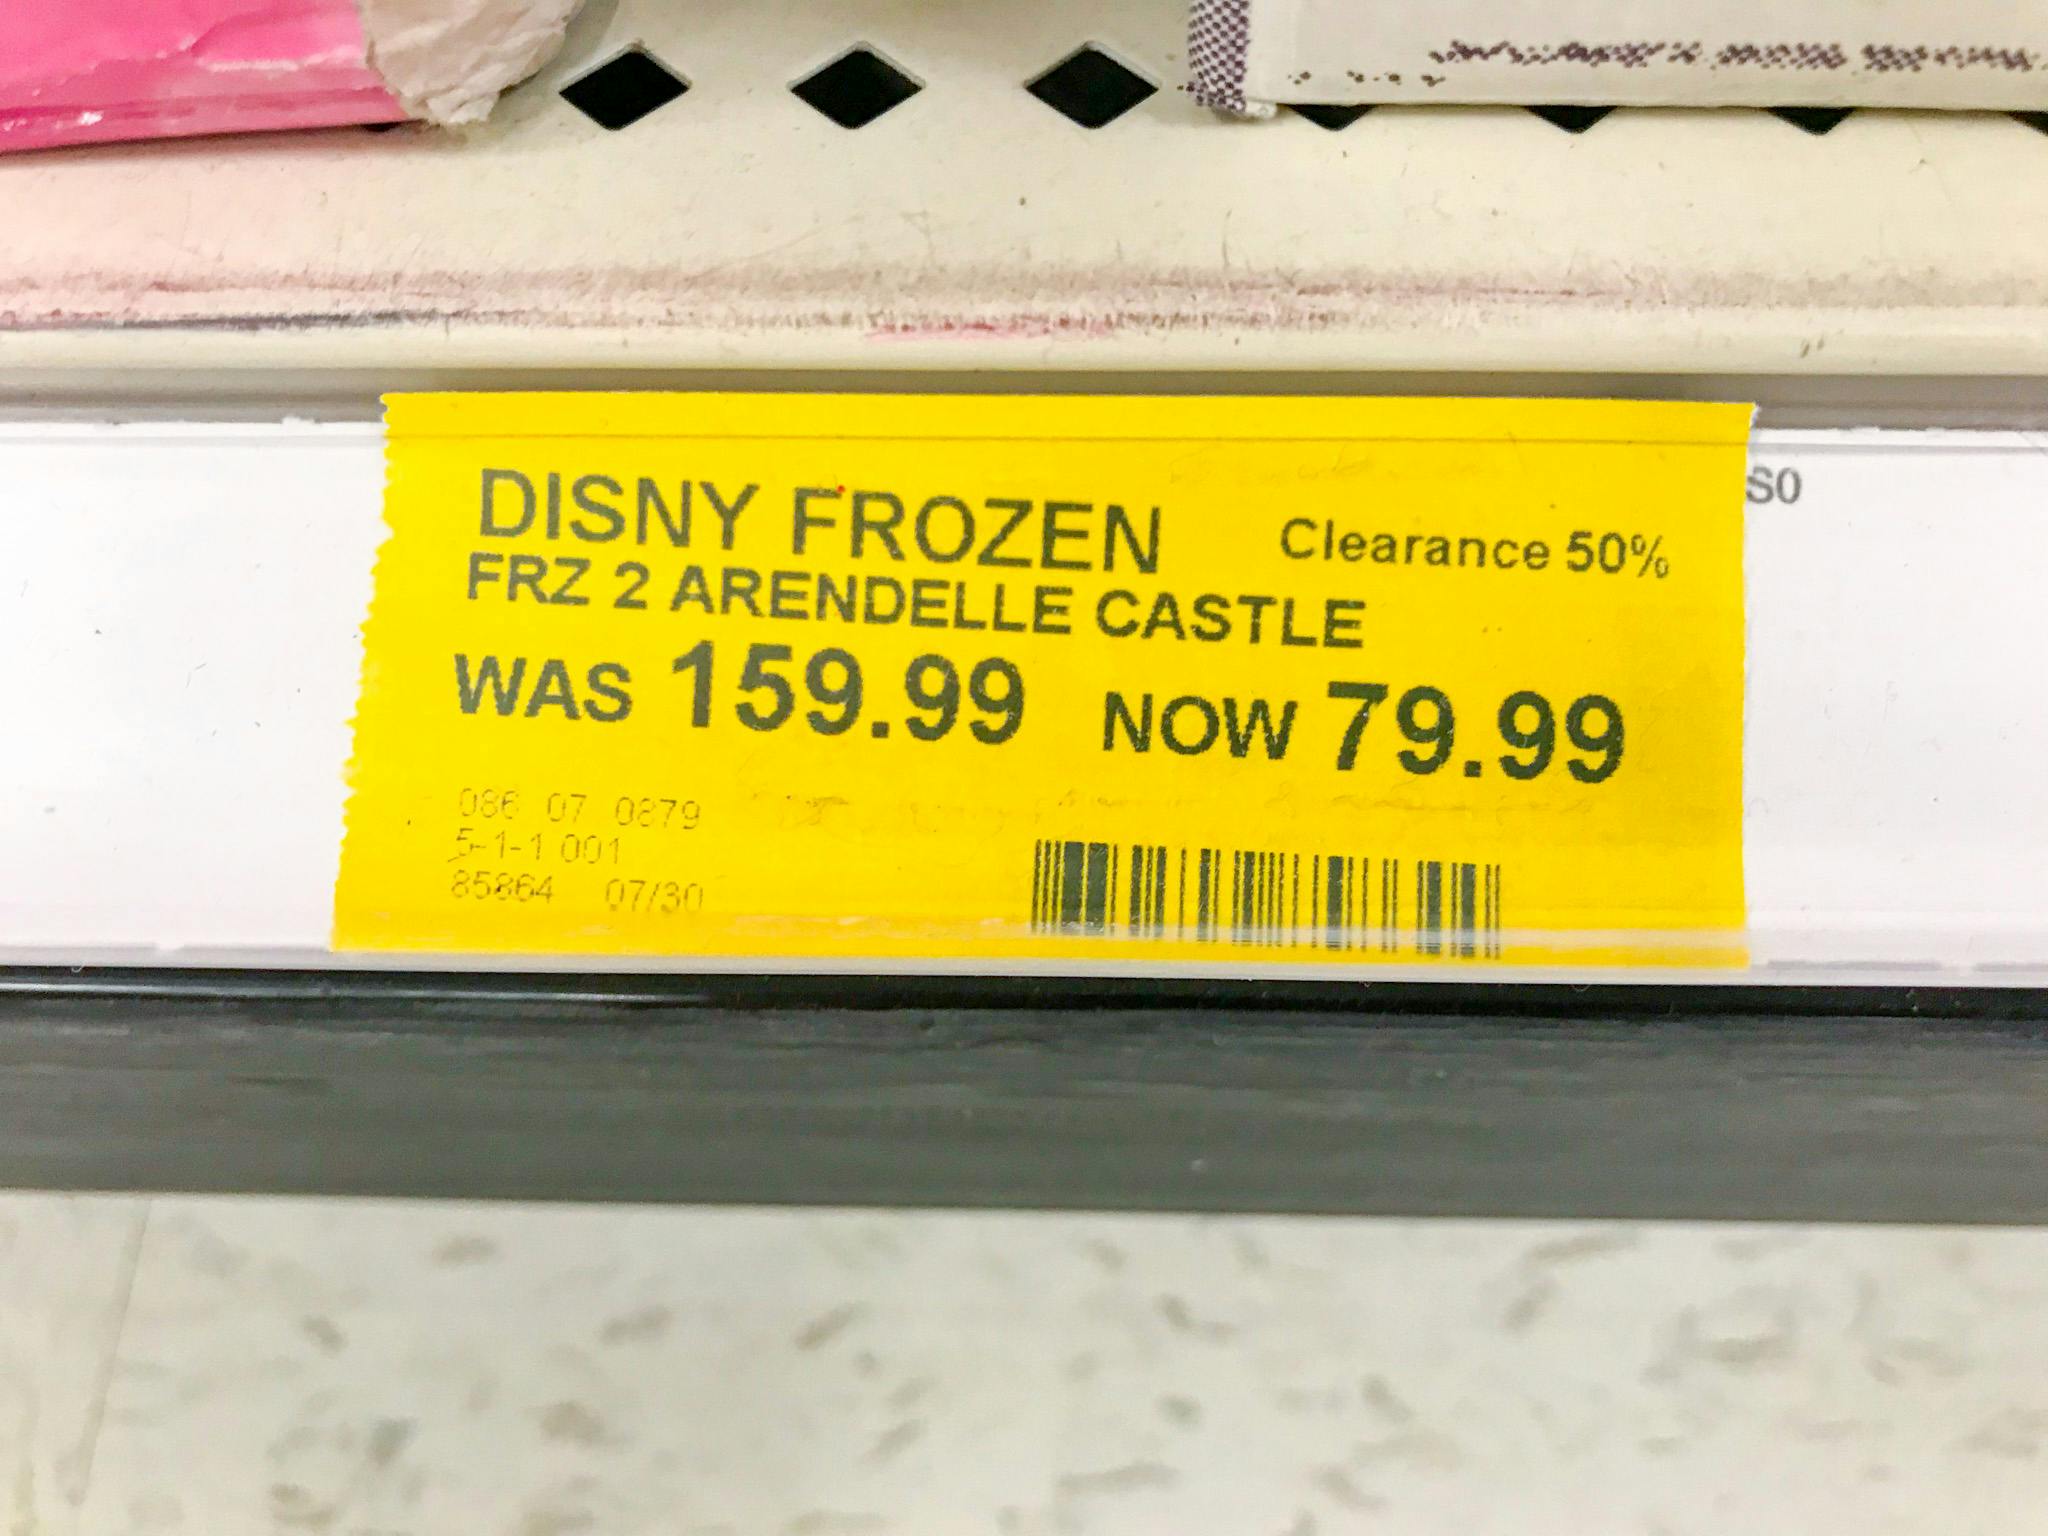 DISNY FROZEN
Clearance 50%
FRZ 2 ARENDELLE CASTLE
WAS 159.99 NOW 79.99
086 07 0879
5-1-1 001
85864 07/30
S0